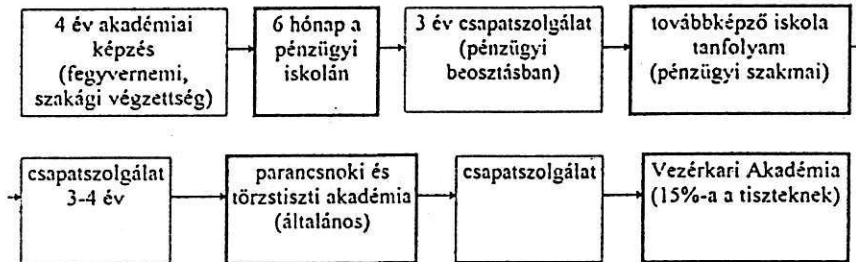 4 év akadémiai
képzés
(fegyvernemi,
szakági végzettség)
6 hónap a
pénzügyi
iskolán
3 év csapatszolgálat
(pénzügyi
beosztásban)
továbbképző iskola
tanfolyam
(pénzügyi szakmai)
csapatszolgálat
3-4 év
parancsnoki és
törzstiszti akadémia
(általános)
csapatszolgálat
Vezérkari Akadémia
(15%-a a tiszteknek)